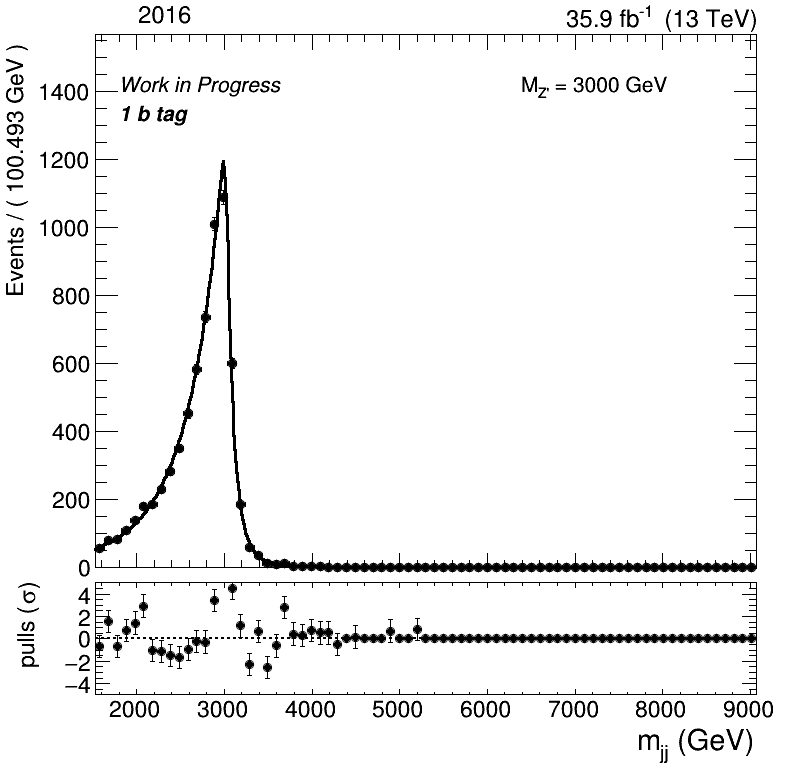 2016 35.9 fb⁻¹ (13 TeV)
Events / ( 100.493 GeV )
1400
1200
1000
800
600
400
200
0
Work in Progress
1 b tag
M_Z' = 3000 GeV
pulls (σ)
4
2
0
−2
−4
2000 3000 4000 5000 6000 7000 8000 9000
m_jj (GeV)